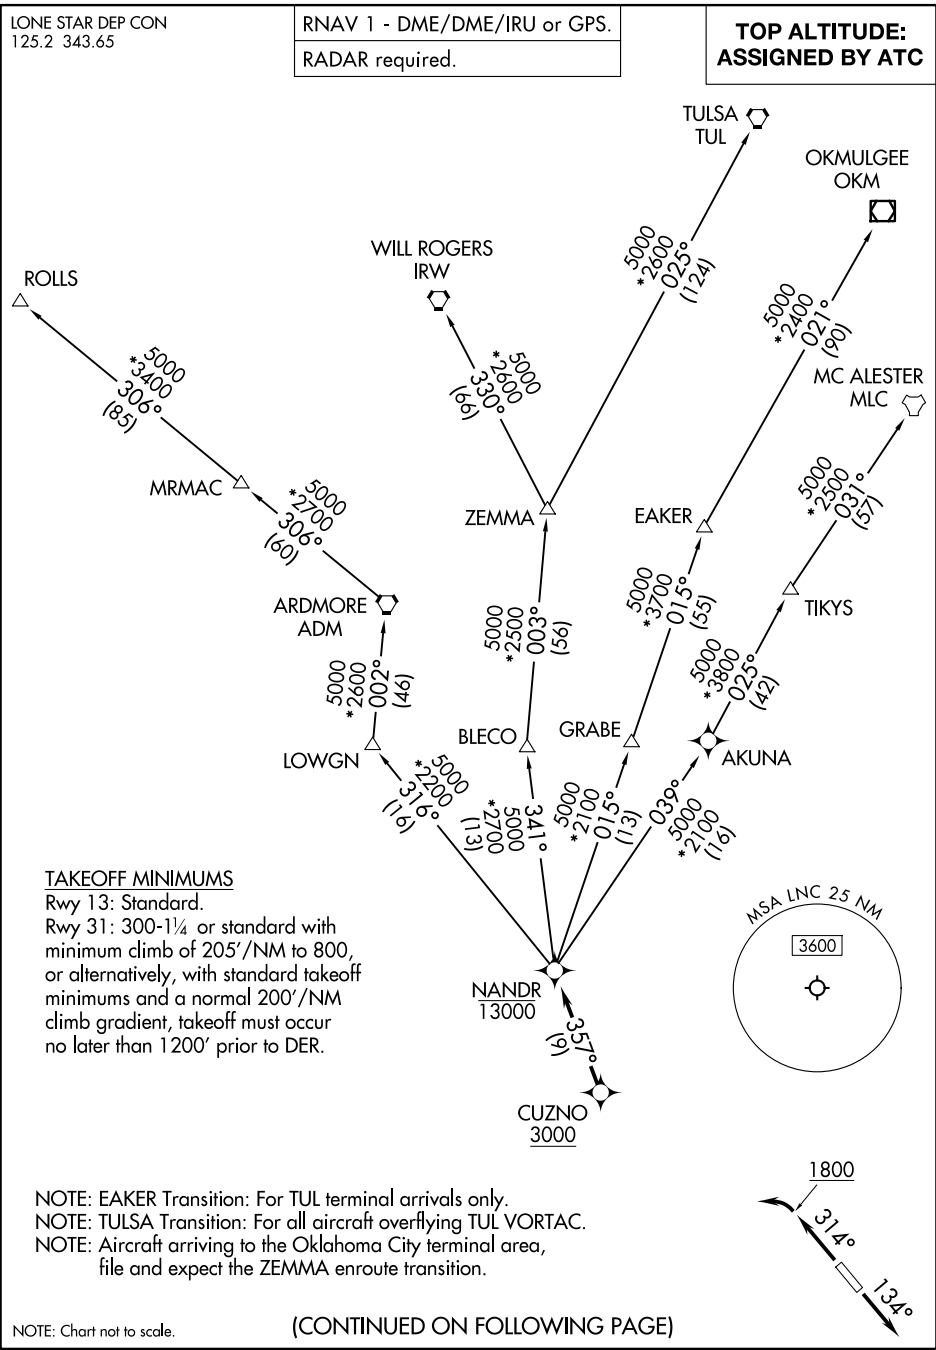 LONE STAR DEP CON
125.2 343.65
RNAV 1 - DME/DME/IRU or GPS.
RADAR required.
TOP ALTITUDE:
ASSIGNED BY ATC
TULSA
TUL
OKMULGEE
OKM
WILL ROGERS
IRW
ROLLS
5000
*2600
025°
(124)
5000
*2400
021°
(90)
5000
*3400
306°
(85)
5000
*2600
330°
(66)
MC ALESTER
MLC
MRMAC
5000
*2700
306°
(60)
ZEMMA
EAKER
5000
*2500
031°
(57)
ARDMORE
ADM
5000
*2500
003°
(56)
5000
*3700
015°
(55)
TIKYS
5000
*2600
002°
(46)
5000
*3800
025°
(42)
LOWGN
BLECO
GRABE
AKUNA
5000
*2200
316°
(16)
341°
5000
*2700
(13)
5000
*2100
015°
(13)
039°
5000
*2100
(16)
TAKEOFF MINIMUMS
Rwy 13: Standard.
Rwy 31: 300-1¼ or standard with
minimum climb of 205'/NM to 800,
or alternatively, with standard takeoff
minimums and a normal 200'/NM
climb gradient, takeoff must occur
no later than 1200' prior to DER.
MSA LNC 25 NM
3600
NANDR
13000
357°
(9)
CUZNO
3000
1800
314°
134°
NOTE: EAKER Transition: For TUL terminal arrivals only.
NOTE: TULSA Transition: For all aircraft overflying TUL VORTAC.
NOTE: Aircraft arriving to the Oklahoma City terminal area,
file and expect the ZEMMA enroute transition.
NOTE: Chart not to scale.
(CONTINUED ON FOLLOWING PAGE)